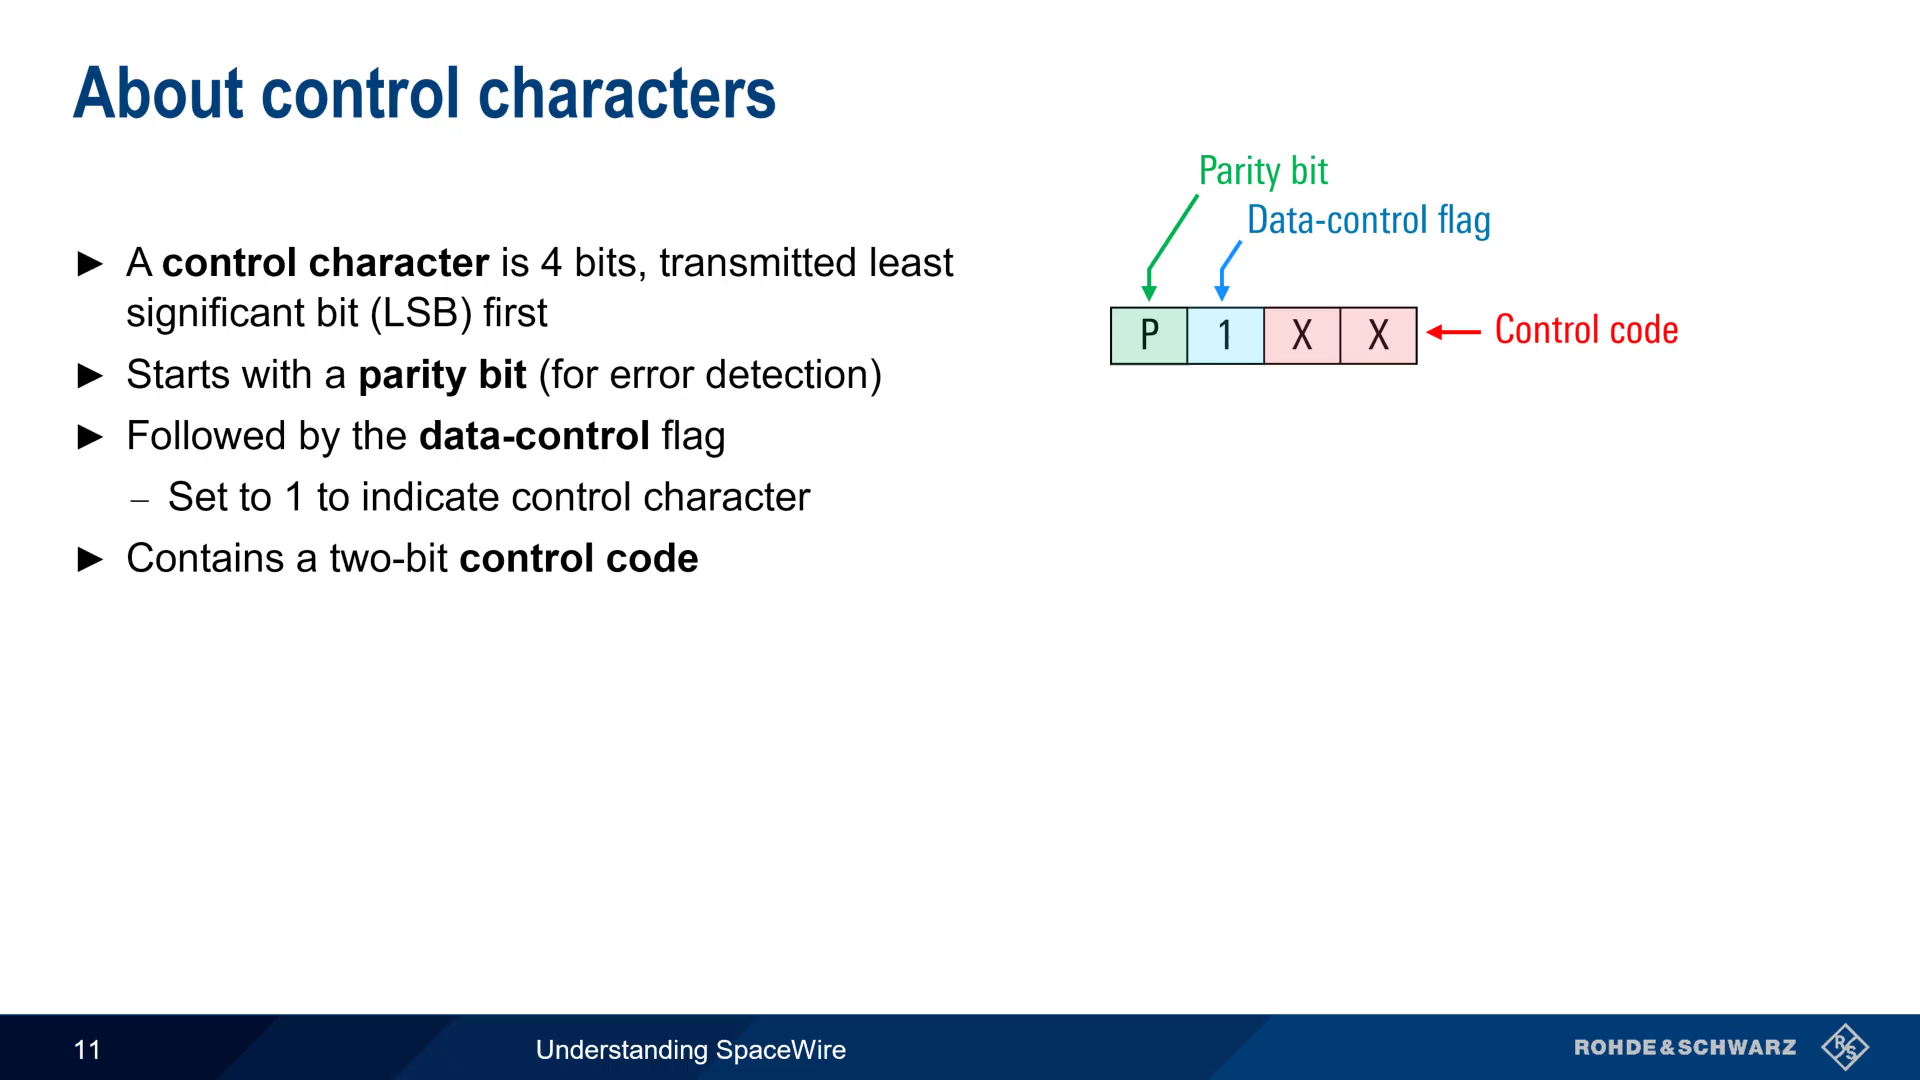 About control characters
► A control character is 4 bits, transmitted least
significant bit (LSB) first
► Starts with a parity bit (for error detection)
► Followed by the data-control flag
– Set to 1 to indicate control character
► Contains a two-bit control code
Parity bit
Data-control flag
P 1 X X
Control code
11
Understanding SpaceWire
ROHDE&SCHWARZ
R
S